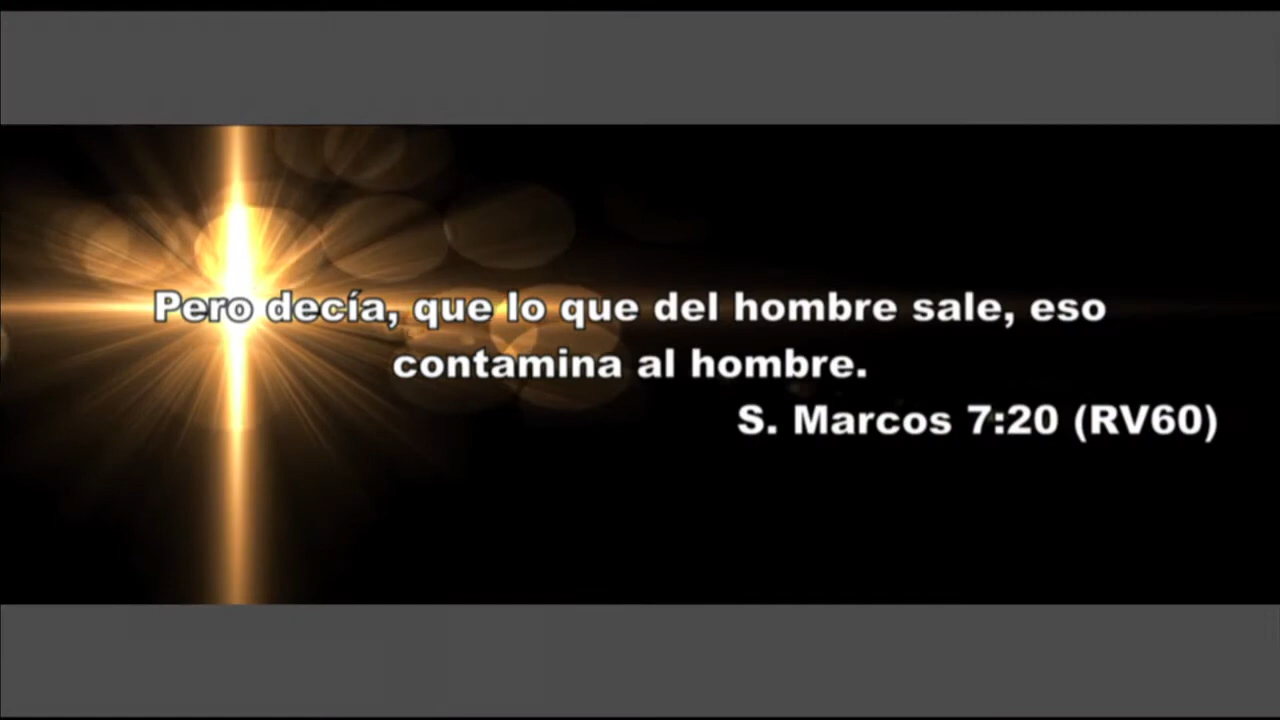 Pero decía, que lo que del hombre sale, eso
contamina al hombre.
S. Marcos 7:20 (RV60)